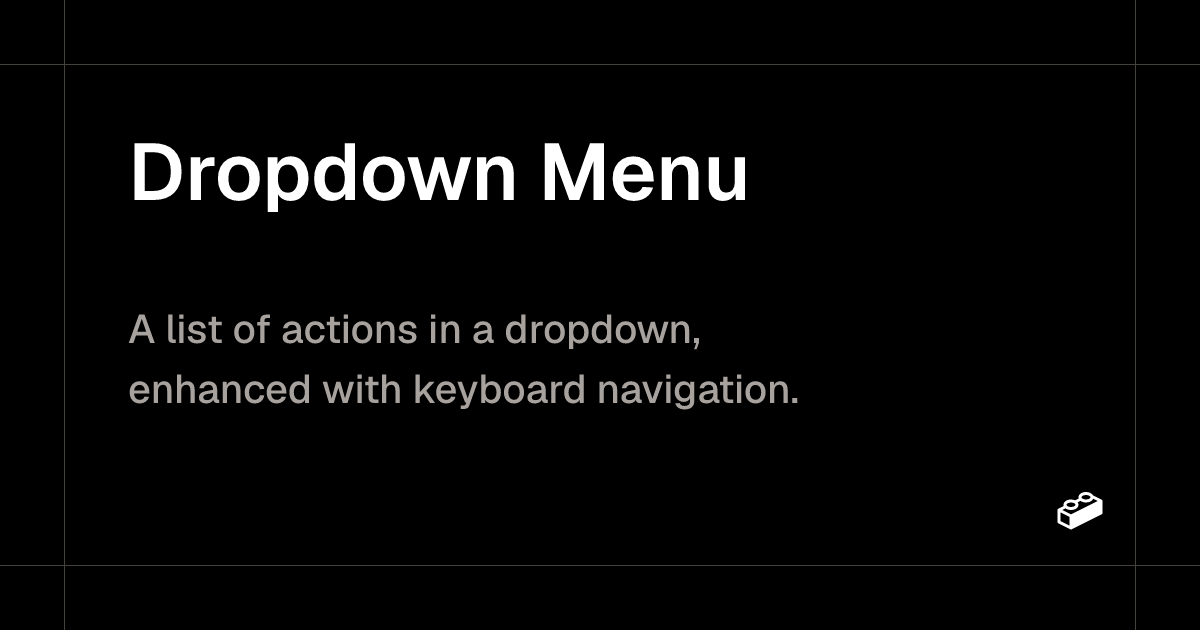 Dropdown Menu
A list of actions in a dropdown,
enhanced with keyboard navigation.